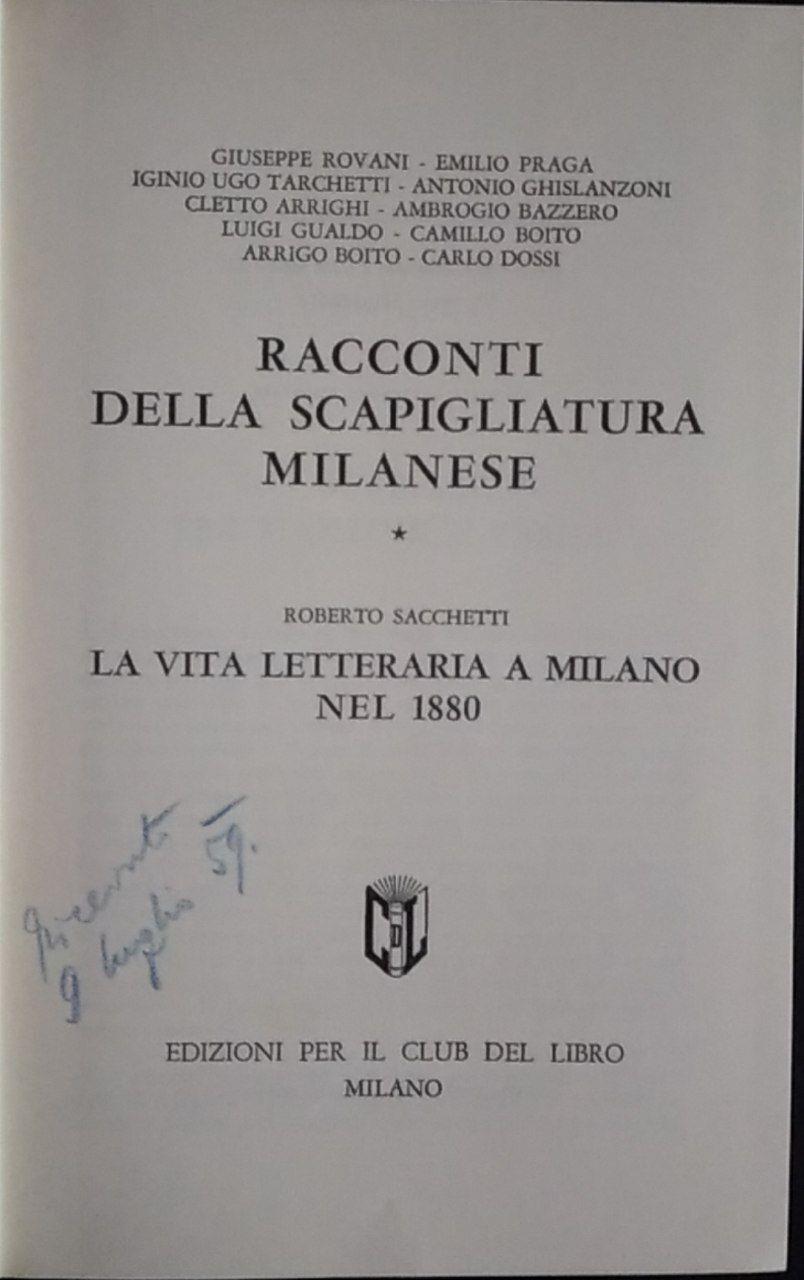 GIUSEPPE ROVANI - EMILIO PRAGA
IGINIO UGO TARCHETTI - ANTONIO GHISLANZONI
CLETTO ARRIGHI - AMBROGIO BAZZERO
LUIGI GUALDO - CAMILLO BOITO
ARRIGO BOITO - CARLO DOSSI
RACCONTI
DELLA SCAPIGLIATURA
MILANESE
★
ROBERTO SACCHETTI
LA VITA LETTERARIA A MILANO
NEL 1880
9 luglio 59.
CDL
EDIZIONI PER IL CLUB DEL LIBRO
MILANO